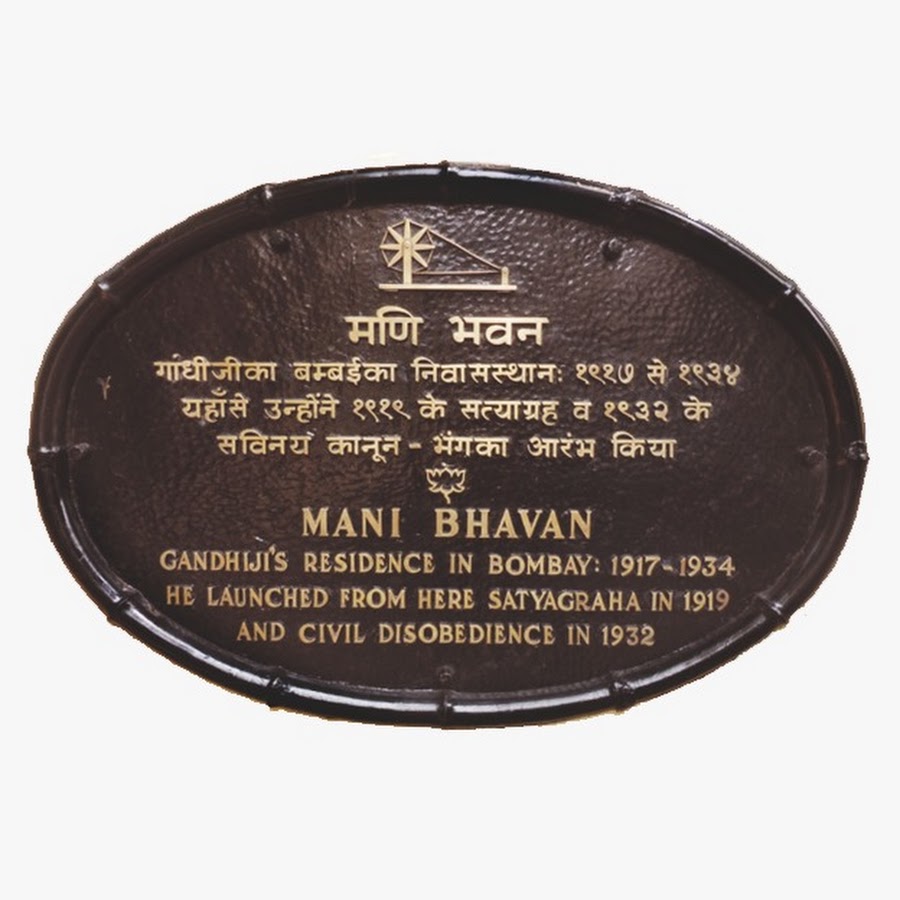 मणि भवन
गांधीजीका बम्बईका निवासस्थान: १९१७ से १९३४
यहाँसे उन्होंने १९१९ के सत्याग्रह व १९३२ के
सविनय कानून - भंगका आरंभ किया
MANI BHAVAN
GANDHIJI'S RESIDENCE IN BOMBAY: 1917-1934
HE LAUNCHED FROM HERE SATYAGRAHA IN 1919
AND CIVIL DISOBEDIENCE IN 1932